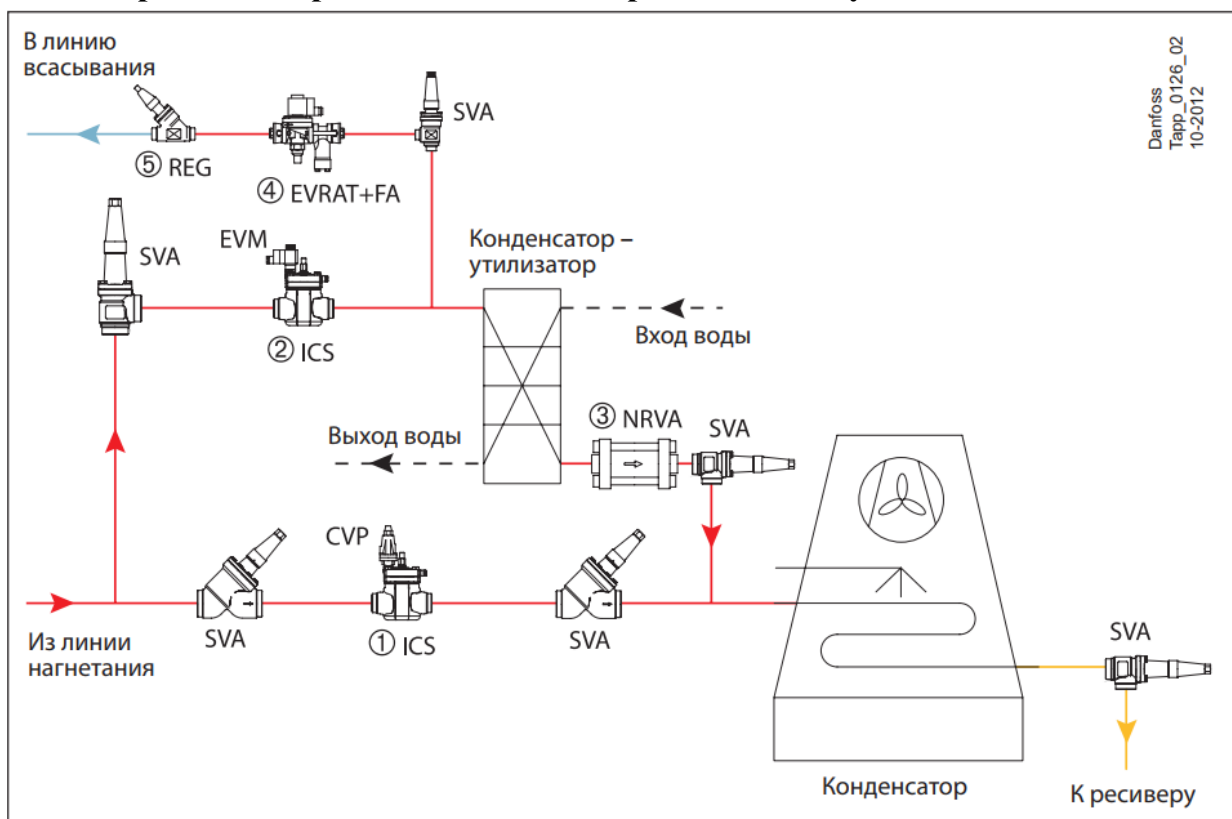 В линию
всасывания
SVA
Danfoss
Tapp_0126_02
10-2012
⑤ REG
④ EVRAT+FA
SVA
EVM
Конденсатор –
утилизатор
② ICS
Вход воды
Выход воды
③ NRVA
SVA
CVP
Из линии
нагнетания
SVA
① ICS
SVA
SVA
Конденсатор
К ресиверу